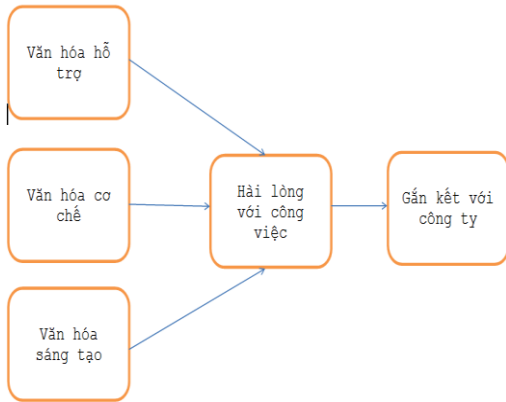 Văn hóa hỗ
trợ
Văn hóa cơ
chế
Hài lòng
với công
việc
Gắn kết với
công ty
Văn hóa
sáng tạo